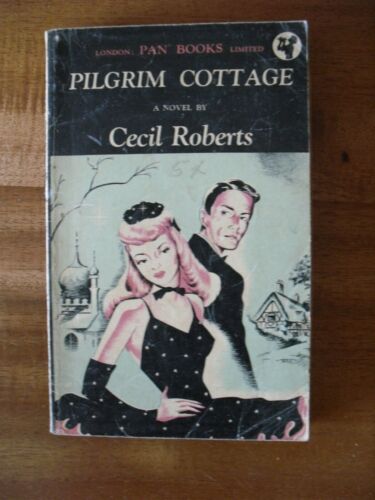 LONDON: PAN BOOKS LIMITED
PILGRIM COTTAGE
A NOVEL BY
Cecil Roberts